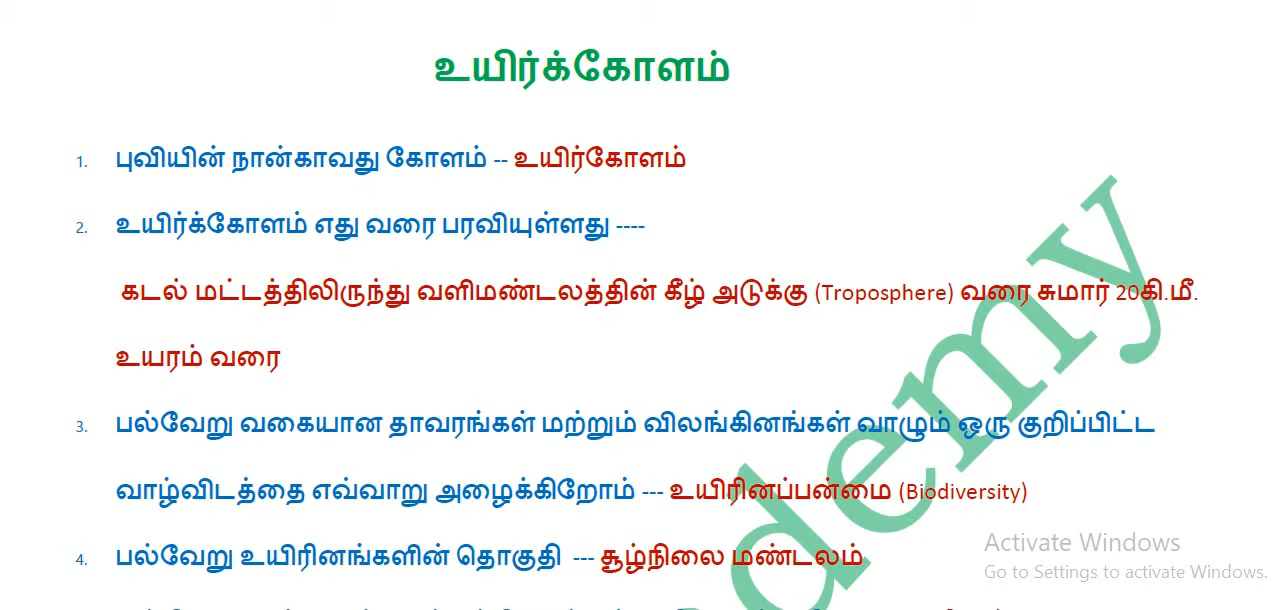 உயிர்க்கோளம்
1. புவியின் நான்காவது கோளம் -- உயிர்கோளம்
2. உயிர்க்கோளம் எது வரை பரவியுள்ளது ----
கடல் மட்டத்திலிருந்து வளிமண்டலத்தின் கீழ் அடுக்கு (Troposphere) வரை சுமார் 20கி.மீ.
உயரம் வரை
3. பல்வேறு வகையான தாவரங்கள் மற்றும் விலங்கினங்கள் வாழும் ஒரு குறிப்பிட்ட
வாழ்விடத்தை எவ்வாறு அழைக்கிறோம் --- உயிரினப்பன்மை (Biodiversity)
4. பல்வேறு உயிரினங்களின் தொகுதி --- சூழ்நிலை மண்டலம்
demy
Activate Windows
Go to Settings to activate Windows.